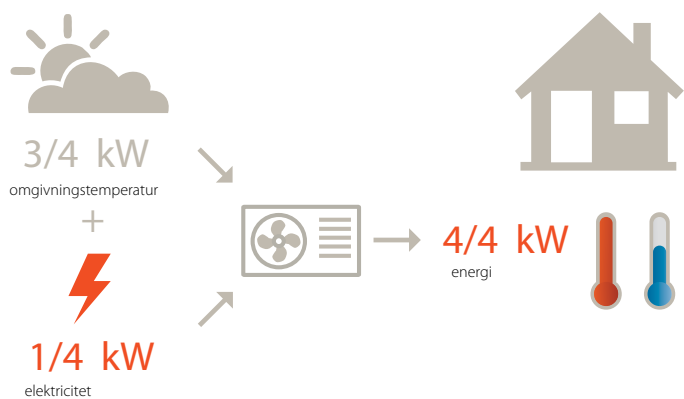 3/4 kW
omgivningstemperatur
+
1/4 kW
elektricitet
4/4 kW
energi